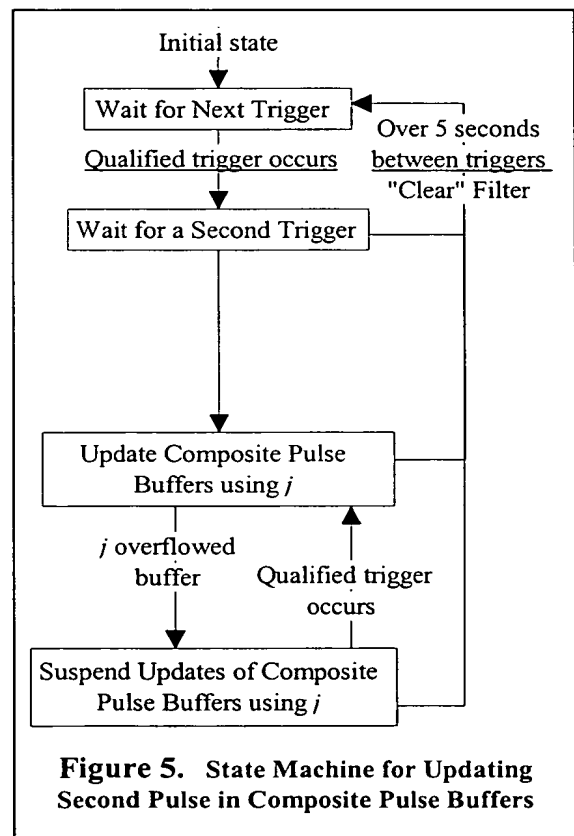 Initial state
Wait for Next Trigger
Over 5 seconds
between triggers
"Clear" Filter
Qualified trigger occurs
Wait for a Second Trigger
Update Composite Pulse
Buffers using j
j overflowed
buffer
Qualified trigger
occurs
Suspend Updates of Composite
Pulse Buffers using j
Figure 5. State Machine for Updating
Second Pulse in Composite Pulse Buffers